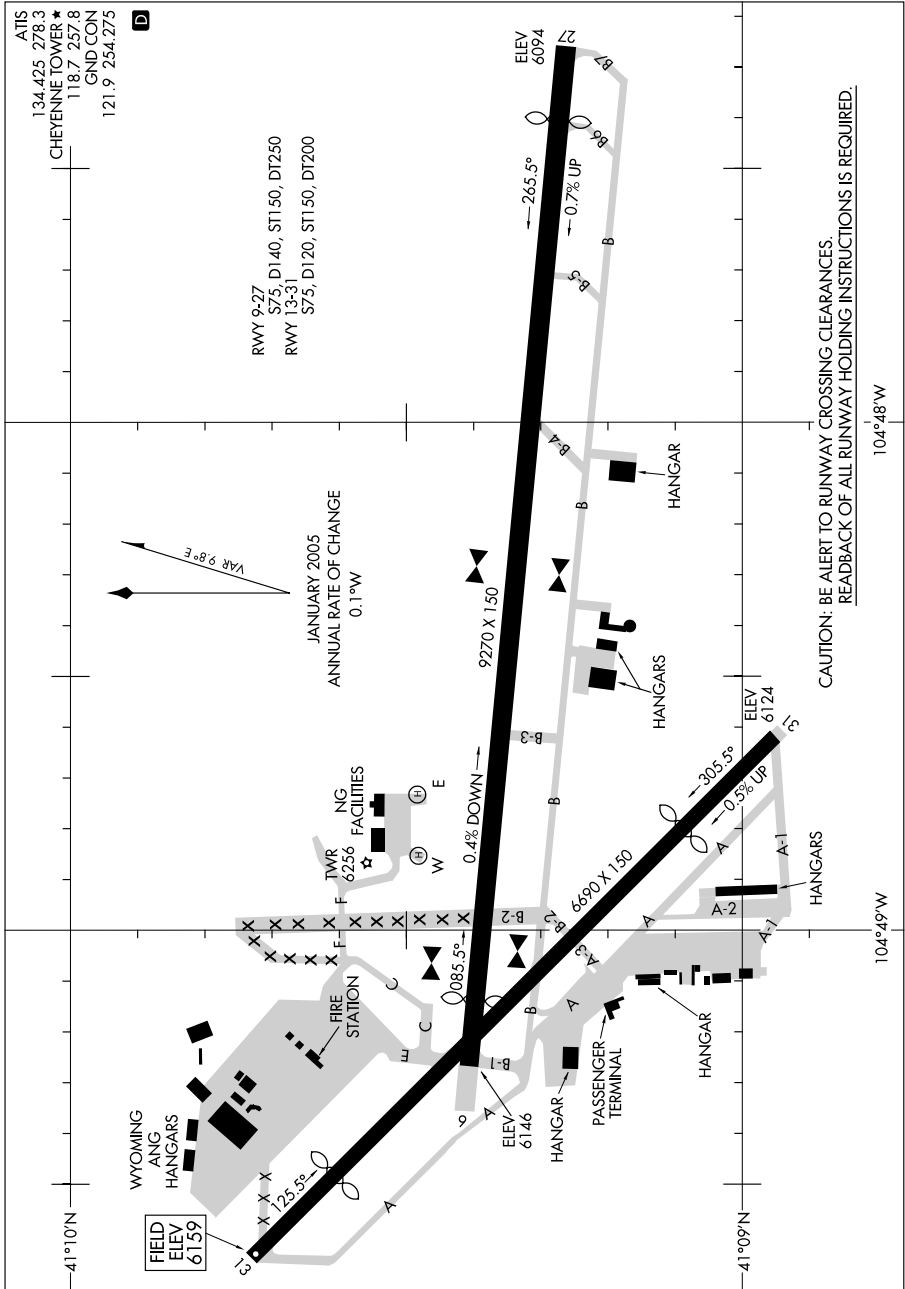 ATIS
134.425 278.3
CHEYENNE TOWER ★
118.7 257.8
GND CON
121.9 254.275
D
RWY 9-27
S75, D140, ST150, DT250
RWY 13-31
S75, D120, ST150, DT200
VAR 9.8°E
JANUARY 2005
ANNUAL RATE OF CHANGE
0.1°W
41°10'N
WYOMING
ANG
HANGARS
FIELD
ELEV
6159
13
X X X
125.5°
FIRE
STATION
X X X X
X X X X X X X X X
F
F
TWR
6256
NG
FACILITIES
H
E
H
W
C
C
E
ELEV
6094
27
B7
265.5°
0.7% UP
B6
B
B-5
B-4
B
9270 X 150
0.4% DOWN
085.5°
B-3
B
B-2
B-2
9
A
A
B-1
B
ELEV
6146
HANGAR
PASSENGER
TERMINAL
A
A-3
A
A
6690 X 150
305.5°
0.5% UP
ELEV
6124
31
A-1
A-2
A-1
HANGARS
HANGAR
HANGARS
HANGAR
41°09'N
104°49'W
104°48'W
CAUTION: BE ALERT TO RUNWAY CROSSING CLEARANCES.
READBACK OF ALL RUNWAY HOLDING INSTRUCTIONS IS REQUIRED.